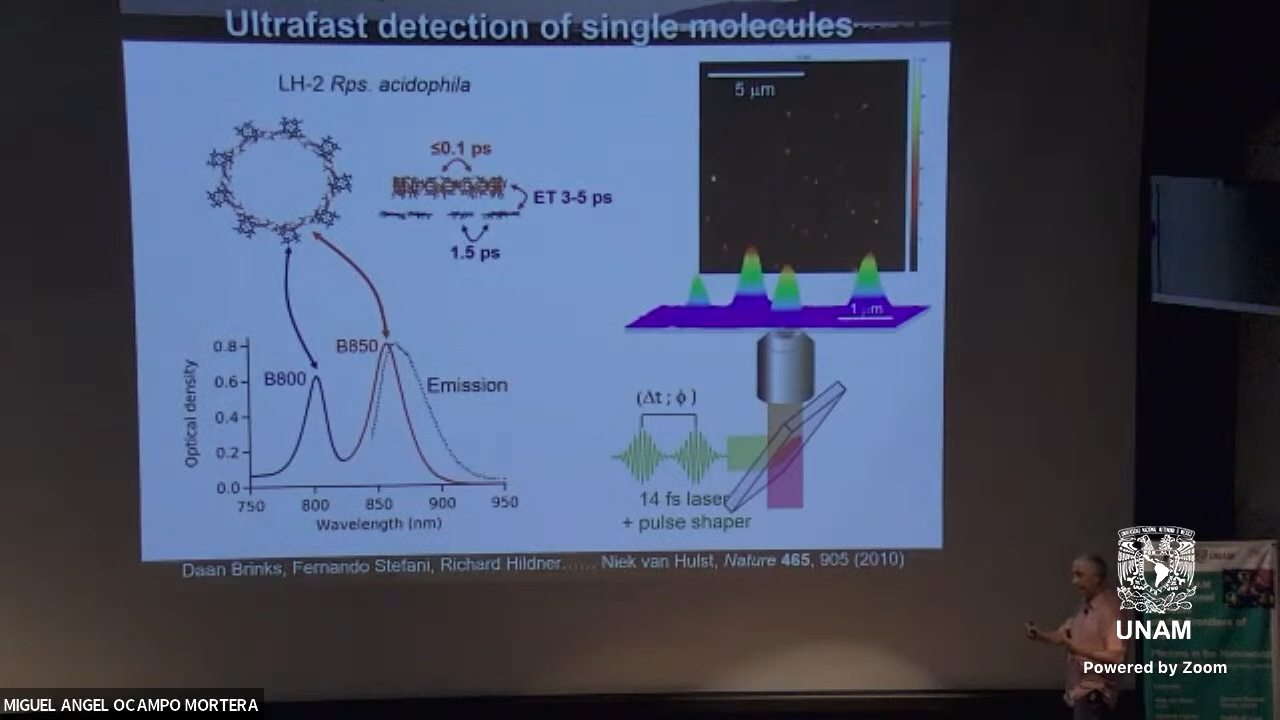 Ultrafast detection of single molecules
LH-2 Rps. acidophila
≤0.1 ps
ET 3-5 ps
1.5 ps
5 μm
1 μm
Optical density
0.8
0.6
0.4
0.2
0.0
B800
B850
Emission
750 800 850 900 950
Wavelength (nm)
(Δt ; ϕ)
14 fs laser
+ pulse shaper
Daan Brinks, Fernando Stefani, Richard Hildner...... Niek van Hulst, Nature 465, 905 (2010)
UNAM
Powered by Zoom
MIGUEL ANGEL OCAMPO MORTERA